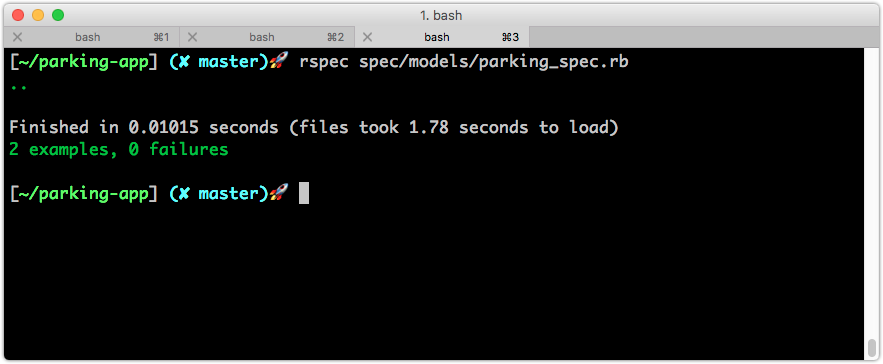 1. bash
bash ⌘1 bash ⌘2 bash ⌘3
[~/parking-app] (✘ master)🚀 rspec spec/models/parking_spec.rb
..
Finished in 0.01015 seconds (files took 1.78 seconds to load)
2 examples, 0 failures
[~/parking-app] (✘ master)🚀